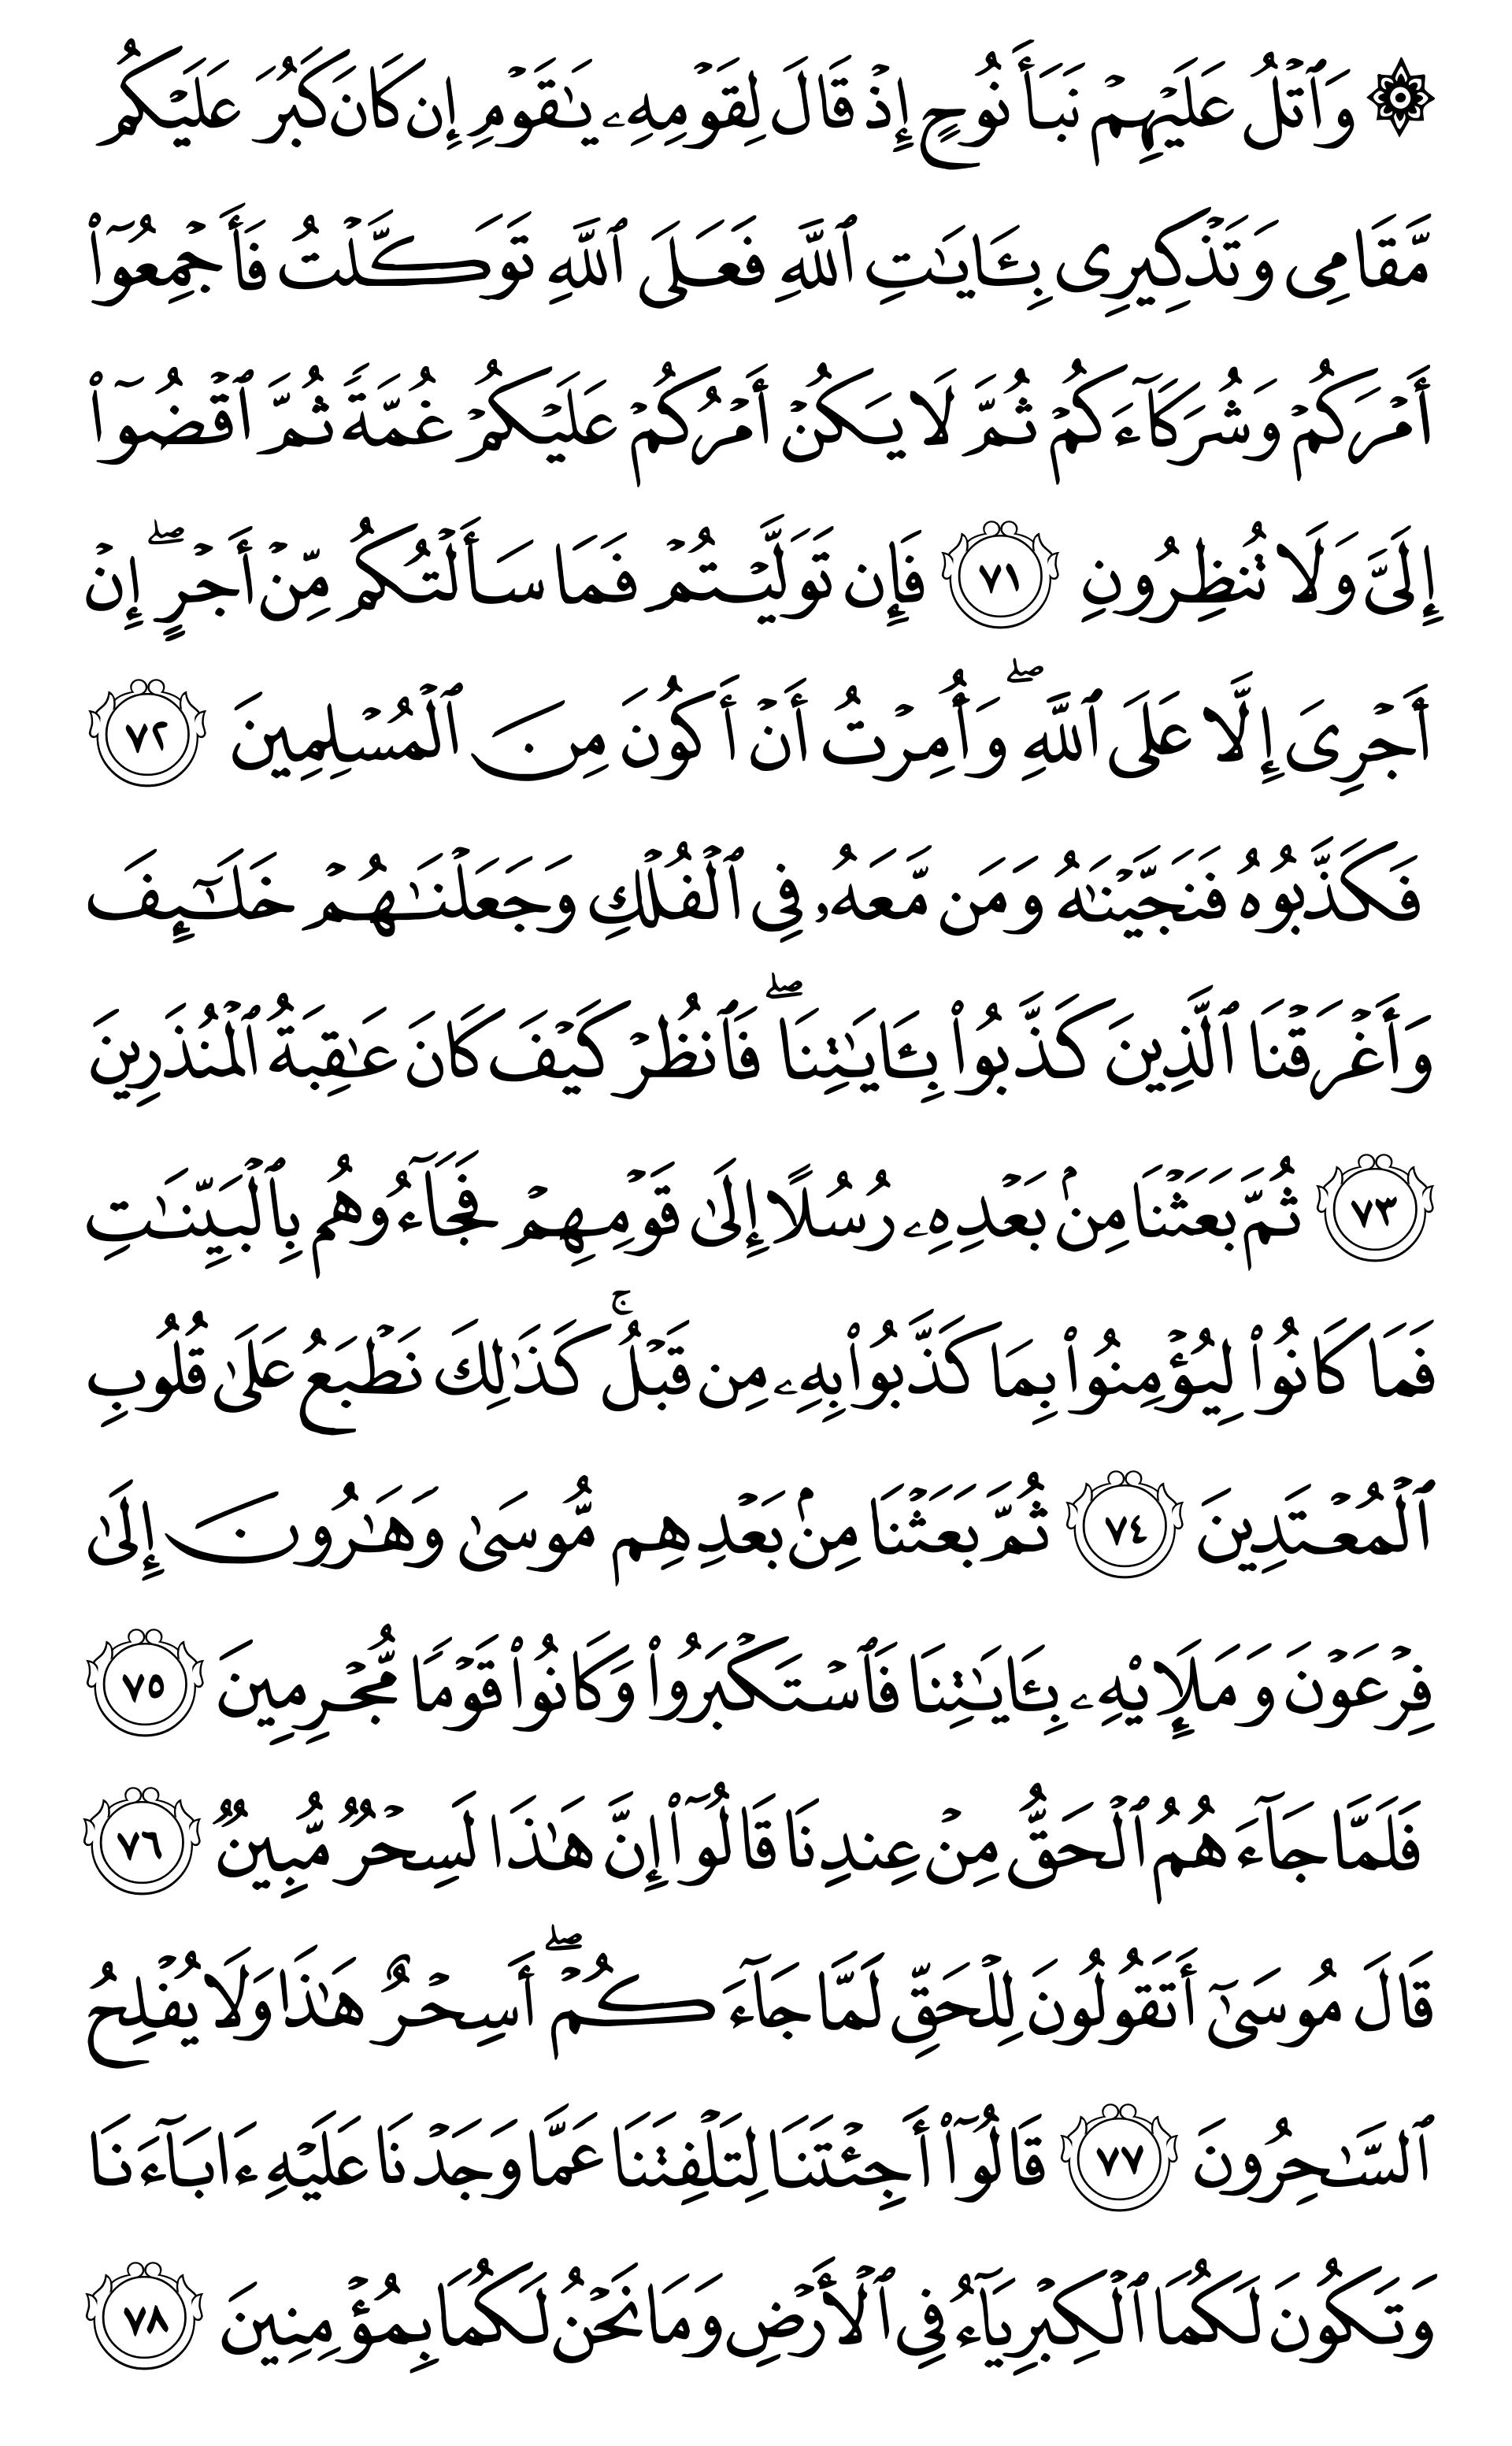 ۞ وَٱتۡلُ عَلَيۡهِمۡ نَبَأَ نُوحٍ إِذۡ قَالَ لِقَوۡمِهِۦ يَٰقَوۡمِ إِن كَانَ كَبُرَ عَلَيۡكُم
مَّقَامِي وَتَذۡكِيرِي بِـَٔايَٰتِ ٱللَّهِ فَعَلَى ٱللَّهِ تَوَكَّلۡتُ فَأَجۡمِعُوٓاْ
أَمۡرَكُمۡ وَشُرَكَآءَكُمۡ ثُمَّ لَا يَكُنۡ أَمۡرُكُمۡ عَلَيۡكُمۡ غُمَّةٗ ثُمَّ ٱقۡضُوٓاْ
إِلَيَّ وَلَا تُنظِرُونِ ٧١ فَإِن تَوَلَّيۡتُمۡ فَمَا سَأَلۡتُكُم مِّنۡ أَجۡرٍۖ إِنۡ
أَجۡرِيَ إِلَّا عَلَى ٱللَّهِۖ وَأُمِرۡتُ أَنۡ أَكُونَ مِنَ ٱلۡمُسۡلِمِينَ ٧٢
فَكَذَّبُوهُ فَنَجَّيۡنَٰهُ وَمَن مَّعَهُۥ فِي ٱلۡفُلۡكِ وَجَعَلۡنَٰهُمۡ خَلَٰٓئِفَ
وَأَغۡرَقۡنَا ٱلَّذِينَ كَذَّبُواْ بِـَٔايَٰتِنَاۖ فَٱنظُرۡ كَيۡفَ كَانَ عَٰقِبَةُ ٱلۡمُنذَرِينَ
٧٣ ثُمَّ بَعَثۡنَا مِنۢ بَعۡدِهِۦ رُسُلًا إِلَىٰ قَوۡمِهِمۡ فَجَآءُوهُم بِٱلۡبَيِّنَٰتِ
فَمَا كَانُواْ لِيُؤۡمِنُواْ بِمَا كَذَّبُواْ بِهِۦ مِن قَبۡلُۚ كَذَٰلِكَ نَطۡبَعُ عَلَىٰ قُلُوبِ
ٱلۡمُعۡتَدِينَ ٧٤ ثُمَّ بَعَثۡنَا مِنۢ بَعۡدِهِم مُّوسَىٰ وَهَٰرُونَ إِلَىٰ
فِرۡعَوۡنَ وَمَلَإِيْهِۦ بِـَٔايَٰتِنَا فَٱسۡتَكۡبَرُواْ وَكَانُواْ قَوۡمٗا مُّجۡرِمِينَ ٧٥
فَلَمَّا جَآءَهُمُ ٱلۡحَقُّ مِنۡ عِندِنَا قَالُوٓاْ إِنَّ هَٰذَا لَسِحۡرٞ مُّبِينٞ ٧٦
قَالَ مُوسَىٰٓ أَتَقُولُونَ لِلۡحَقِّ لَمَّا جَآءَكُمۡۖ أَسِحۡرٌ هَٰذَا وَلَا يُفۡلِحُ
ٱلسَّٰحِرُونَ ٧٧ قَالُوٓاْ أَجِئۡتَنَا لِتَلۡفِتَنَا عَمَّا وَجَدۡنَا عَلَيۡهِ ءَابَآءَنَا
وَتَكُونَ لَكُمَا ٱلۡكِبۡرِيَآءُ فِي ٱلۡأَرۡضِ وَمَا نَحۡنُ لَكُمَا بِمُؤۡمِنِينَ ٧٨